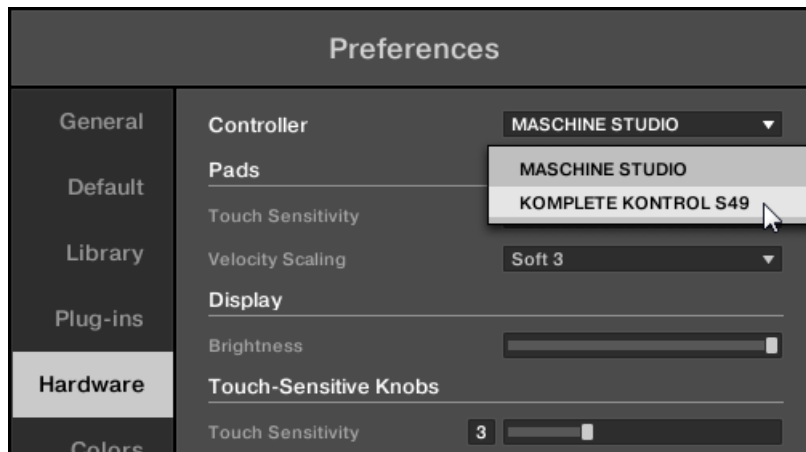 Preferences
General
Default
Library
Plug-ins
Hardware
Colors
Controller MASCHINE STUDIO
Pads MASCHINE STUDIO
Touch Sensitivity KOMPLETE KONTROL S49
Velocity Scaling Soft 3
Display
Brightness
Touch-Sensitive Knobs
Touch Sensitivity 3